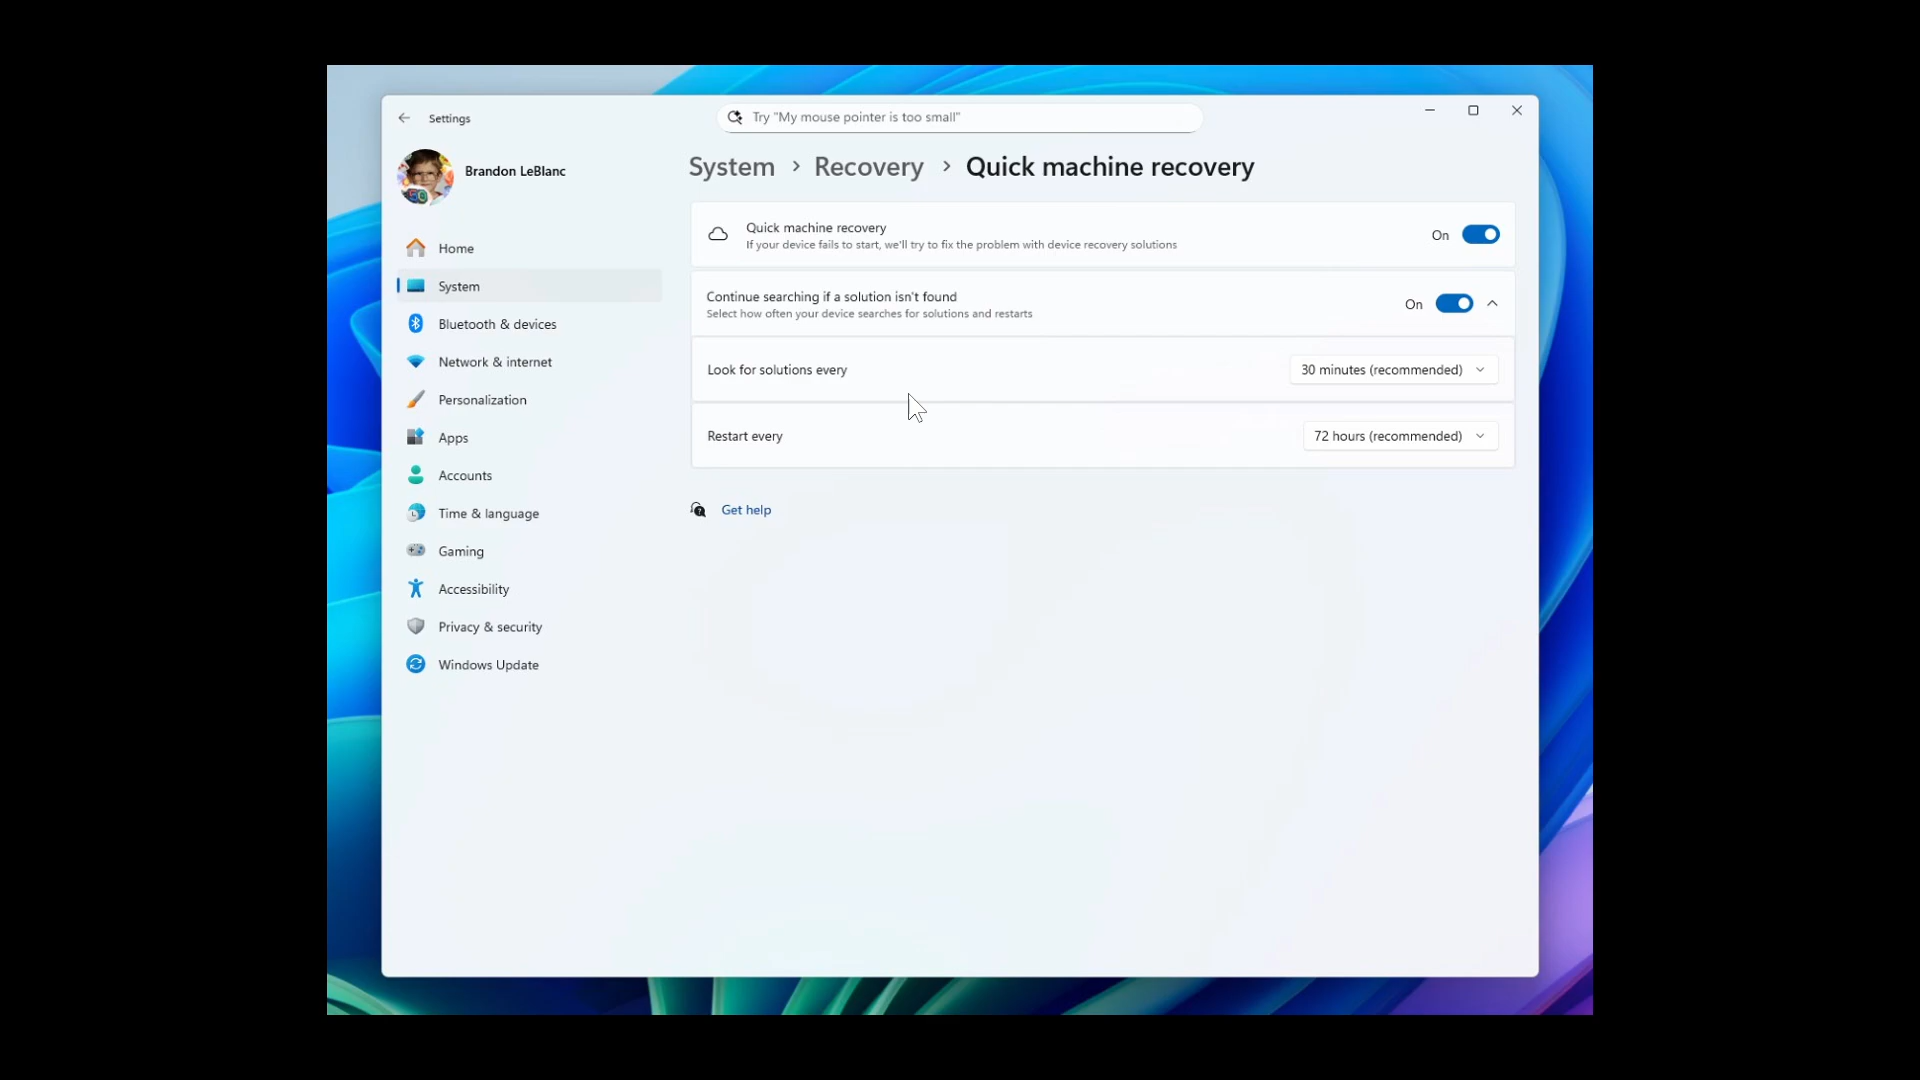 Settings
Try "My mouse pointer is too small"
Brandon LeBlanc
System > Recovery > Quick machine recovery
Home
System
Bluetooth & devices
Network & internet
Personalization
Apps
Accounts
Time & language
Gaming
Accessibility
Privacy & security
Windows Update
Quick machine recovery
If your device fails to start, we'll try to fix the problem with device recovery solutions
On
Continue searching if a solution isn't found
Select how often your device searches for solutions and restarts
On
Look for solutions every
30 minutes (recommended)
Restart every
72 hours (recommended)
Get help